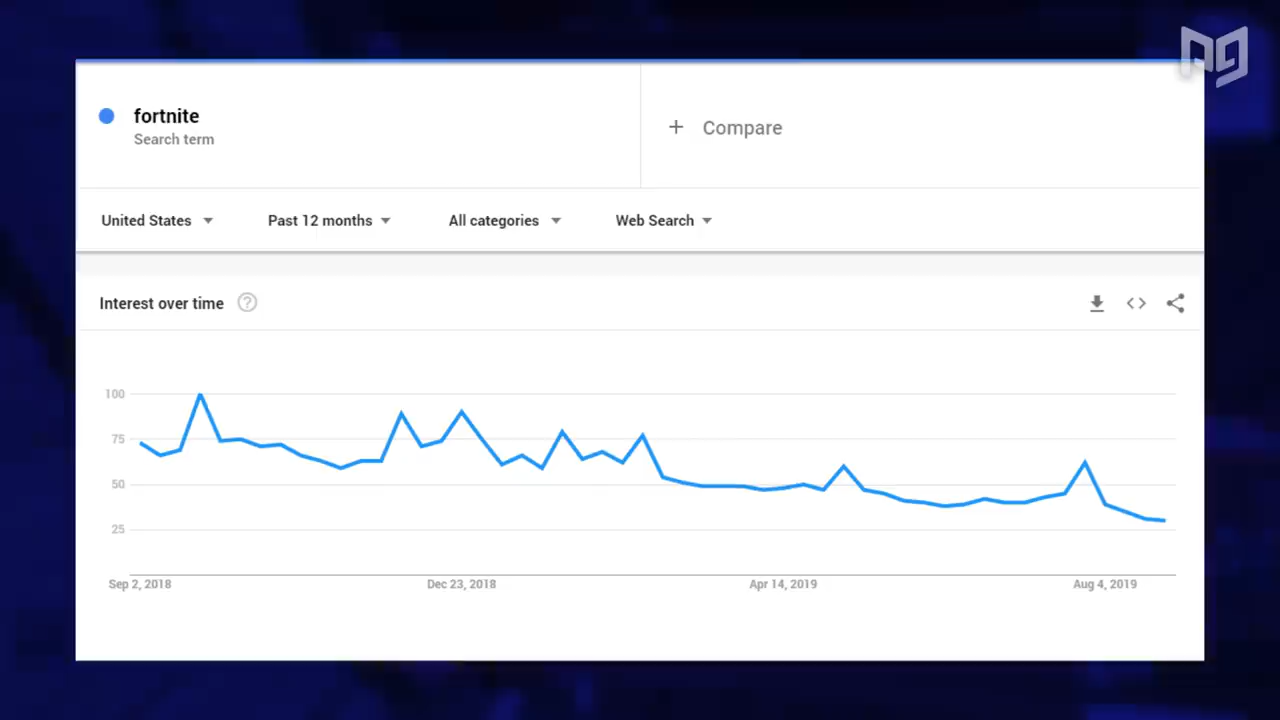 fortnite
Search term
+ Compare
United States
Past 12 months
All categories
Web Search
Interest over time ?
100
75
50
25
Sep 2, 2018
Dec 23, 2018
Apr 14, 2019
Aug 4, 2019